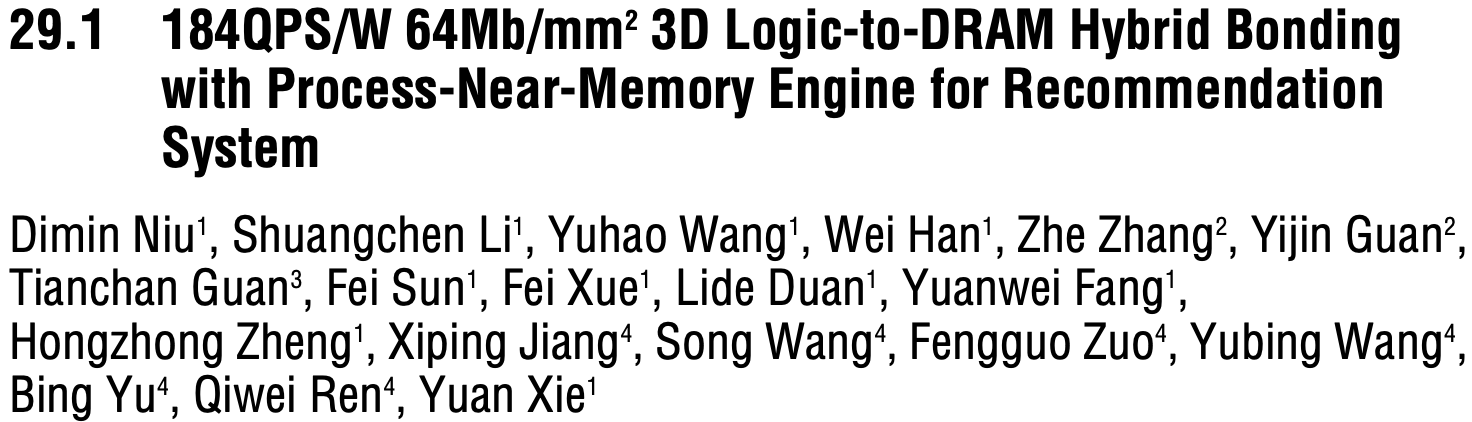 29.1 184QPS/W 64Mb/mm² 3D Logic-to-DRAM Hybrid Bonding
with Process-Near-Memory Engine for Recommendation
System
Dimin Niu¹, Shuangchen Li¹, Yuhao Wang¹, Wei Han¹, Zhe Zhang², Yijin Guan²,
Tianchan Guan³, Fei Sun¹, Fei Xue¹, Lide Duan¹, Yuanwei Fang¹,
Hongzhong Zheng¹, Xiping Jiang⁴, Song Wang⁴, Fengguo Zuo⁴, Yubing Wang⁴,
Bing Yu⁴, Qiwei Ren⁴, Yuan Xie¹